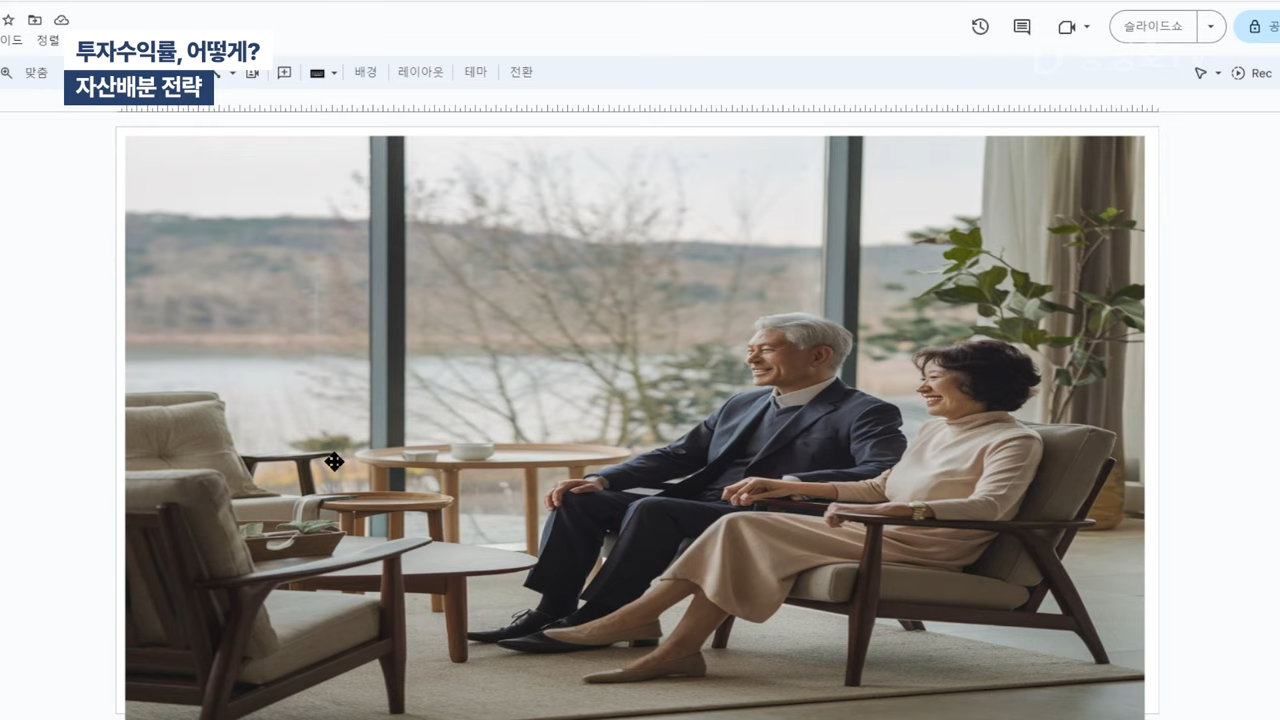 이드
정렬
투자수익률, 어떻게?
자산배분 전략
슬라이드쇼
공
맞춤
배경
레이아웃
테마
전환
Rec